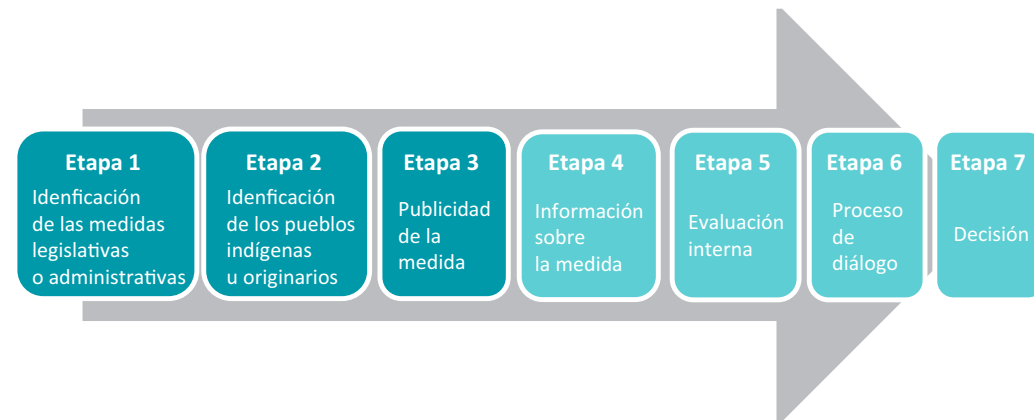 Etapa 1
Idenficación
de las medidas
legislativas
o administrativas
Etapa 2
Idenficación
de los pueblos
indígenas
u originarios
Etapa 3
Publicidad
de la
medida
Etapa 4
Información
sobre
la medida
Etapa 5
Evaluación
interna
Etapa 6
Proceso
de
diálogo
Etapa 7
Decisión